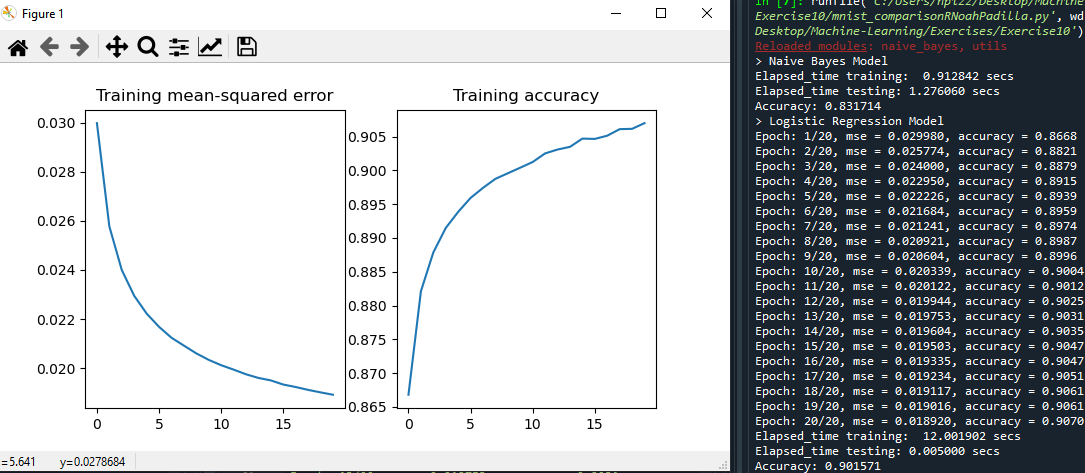 Figure 1
Training mean-squared error
0.030
0.028
0.026
0.024
0.022
0.020
0
5
10
15
Training accuracy
0.905
0.900
0.895
0.890
0.885
0.880
0.875
0.870
0.865
0
5
10
15
=5.641 y=0.0278684
In [7]: runfile('C:/Users/npizz/Desktop/Machine
Exercise10/mnist_comparisonRNoahPadilla.py', wd
Desktop/Machine-Learning/Exercises/Exercise10')
Reloaded modules: naive_bayes, utils
> Naive Bayes Model
Elapsed_time training:  0.912842 secs
Elapsed_time testing: 1.276060 secs
Accuracy: 0.831714
> Logistic Regression Model
Epoch: 1/20, mse = 0.029980, accuracy = 0.8668
Epoch: 2/20, mse = 0.025774, accuracy = 0.8821
Epoch: 3/20, mse = 0.024000, accuracy = 0.8879
Epoch: 4/20, mse = 0.022950, accuracy = 0.8915
Epoch: 5/20, mse = 0.022226, accuracy = 0.8939
Epoch: 6/20, mse = 0.021684, accuracy = 0.8959
Epoch: 7/20, mse = 0.021241, accuracy = 0.8974
Epoch: 8/20, mse = 0.020921, accuracy = 0.8987
Epoch: 9/20, mse = 0.020604, accuracy = 0.8996
Epoch: 10/20, mse = 0.020339, accuracy = 0.9004
Epoch: 11/20, mse = 0.020122, accuracy = 0.9012
Epoch: 12/20, mse = 0.019944, accuracy = 0.9025
Epoch: 13/20, mse = 0.019753, accuracy = 0.9031
Epoch: 14/20, mse = 0.019604, accuracy = 0.9035
Epoch: 15/20, mse = 0.019503, accuracy = 0.9047
Epoch: 16/20, mse = 0.019335, accuracy = 0.9047
Epoch: 17/20, mse = 0.019234, accuracy = 0.9051
Epoch: 18/20, mse = 0.019117, accuracy = 0.9061
Epoch: 19/20, mse = 0.019016, accuracy = 0.9061
Epoch: 20/20, mse = 0.018920, accuracy = 0.9070
Elapsed_time training:  12.001902 secs
Elapsed_time testing: 0.005000 secs
Accuracy: 0.901571